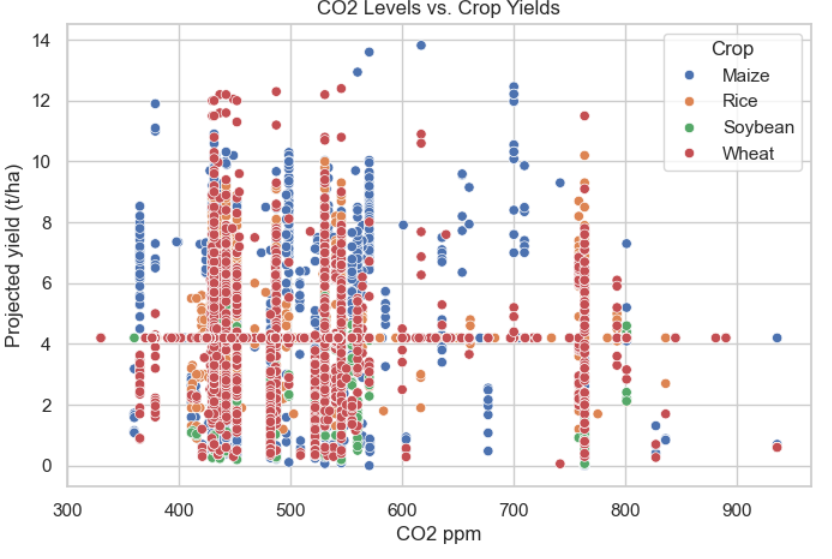 CO2 Levels vs. Crop Yields
14
12
10
8
6
4
2
0
Projected yield (t/ha)
300 400 500 600 700 800 900
CO2 ppm
Crop
Maize
Rice
Soybean
Wheat